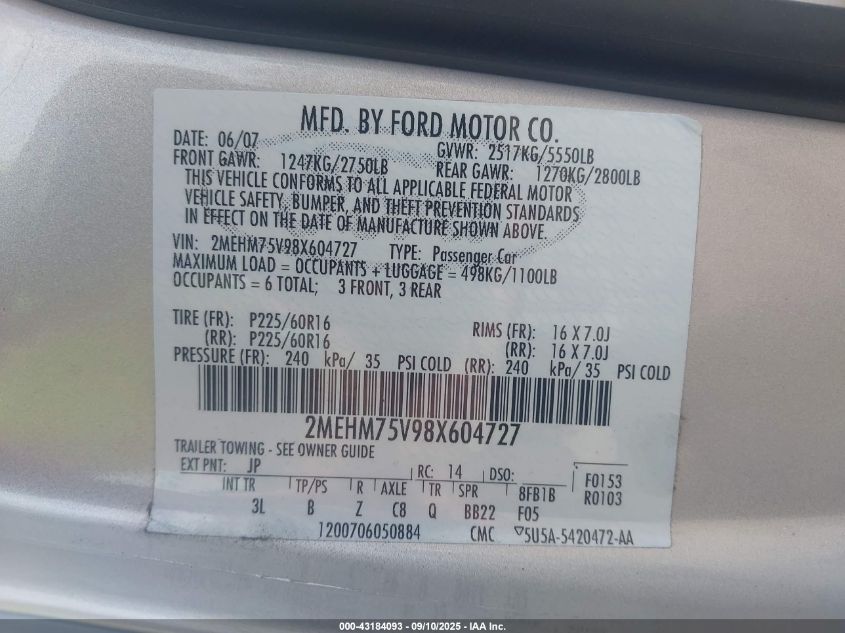 MFD. BY FORD MOTOR CO.
DATE: 06/07 GVWR: 2517KG/5550LB
FRONT GAWR: 1247KG/2750LB REAR GAWR: 1270KG/2800LB
THIS VEHICLE CONFORMS TO ALL APPLICABLE FEDERAL MOTOR
VEHICLE SAFETY, BUMPER, AND THEFT PREVENTION STANDARDS
IN EFFECT ON THE DATE OF MANUFACTURE SHOWN ABOVE.
VIN: 2MEHM75V98X604727 TYPE: Passenger Car
MAXIMUM LOAD = OCCUPANTS + LUGGAGE = 498KG/1100LB
OCCUPANTS = 6 TOTAL; 3 FRONT, 3 REAR
TIRE (FR): P225/60R16 RIMS (FR): 16 X 7.0J
(RR): P225/60R16 (RR): 16 X 7.0J
PRESSURE (FR): 240 kPa/ 35 PSI COLD (RR): 240 kPa/ 35 PSI COLD
2MEHM75V98X604727
TRAILER TOWING - SEE OWNER GUIDE
EXT PNT: JP RC: 14 DSO: F0153
INT TR TP/PS R AXLE TR SPR 8FB1B R0103
3L B Z C8 Q BB22 F05
1200706050884 CMC ▽5U5A-5420472-AA
000-43184093 - 09/10/2025 - IAA Inc.